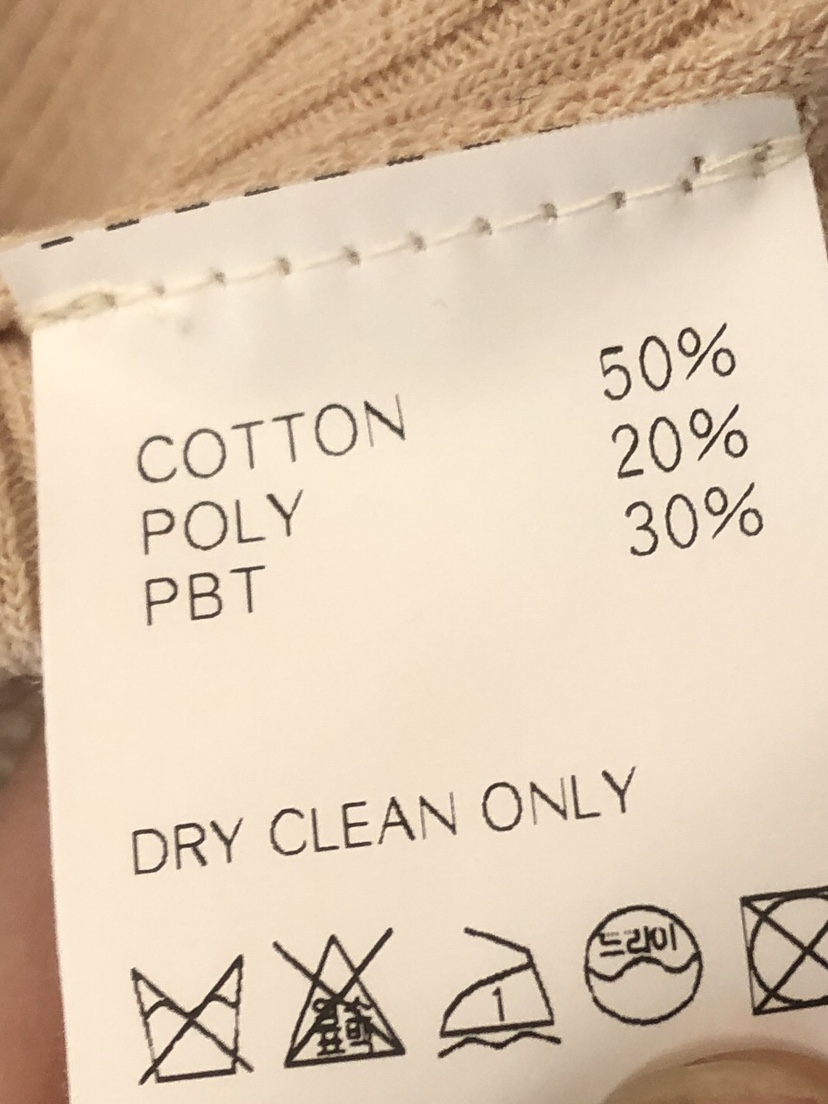 COTTON 50%
POLY 20%
PBT 30%
DRY CLEAN ONLY
1
드라이